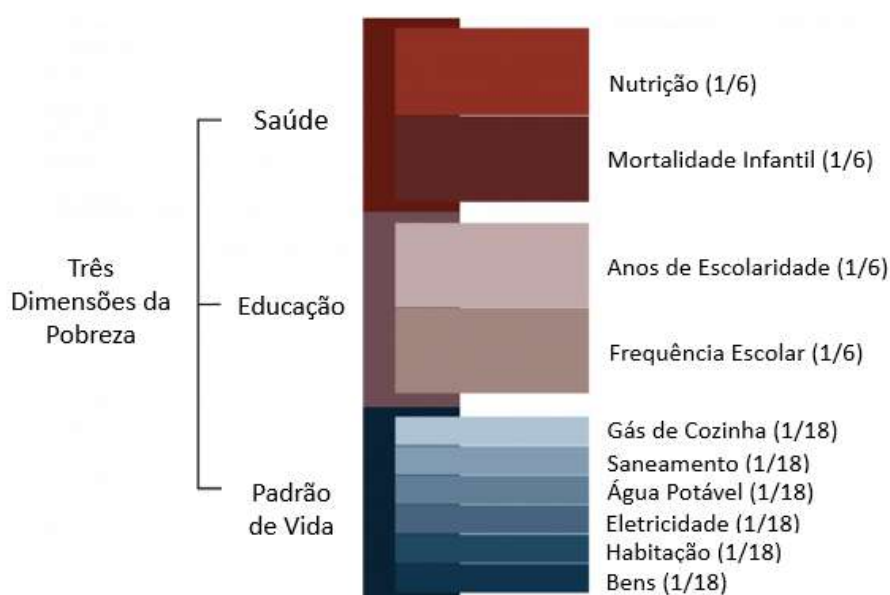 Três
Dimensões da
Pobreza
Saúde
Nutrição (1/6)
Mortalidade Infantil (1/6)
Educação
Anos de Escolaridade (1/6)
Frequência Escolar (1/6)
Padrão
de Vida
Gás de Cozinha (1/18)
Saneamento (1/18)
Água Potável (1/18)
Eletricidade (1/18)
Habitação (1/18)
Bens (1/18)